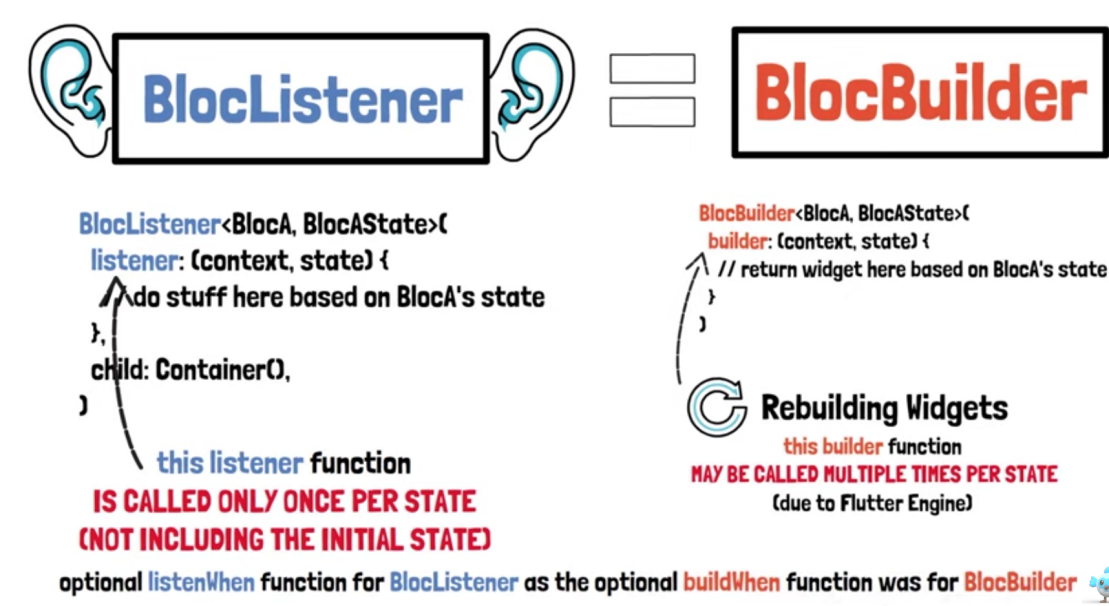 BlocListener
BlocBuilder
BlocListener<BlocA, BlocAState>(
listener: (context, state) {
// do stuff here based on BlocA's state
},
child: Container(),
)
this listener function
IS CALLED ONLY ONCE PER STATE
(NOT INCLUDING THE INITIAL STATE)
BlocBuilder<BlocA, BlocAState>(
builder: (context, state) {
// return widget here based on BlocA's state
}
)
Rebuilding Widgets
this builder function
MAY BE CALLED MULTIPLE TIMES PER STATE
(due to Flutter Engine)
optional listenWhen function for BlocListener as the optional buildWhen function was for BlocBuilder